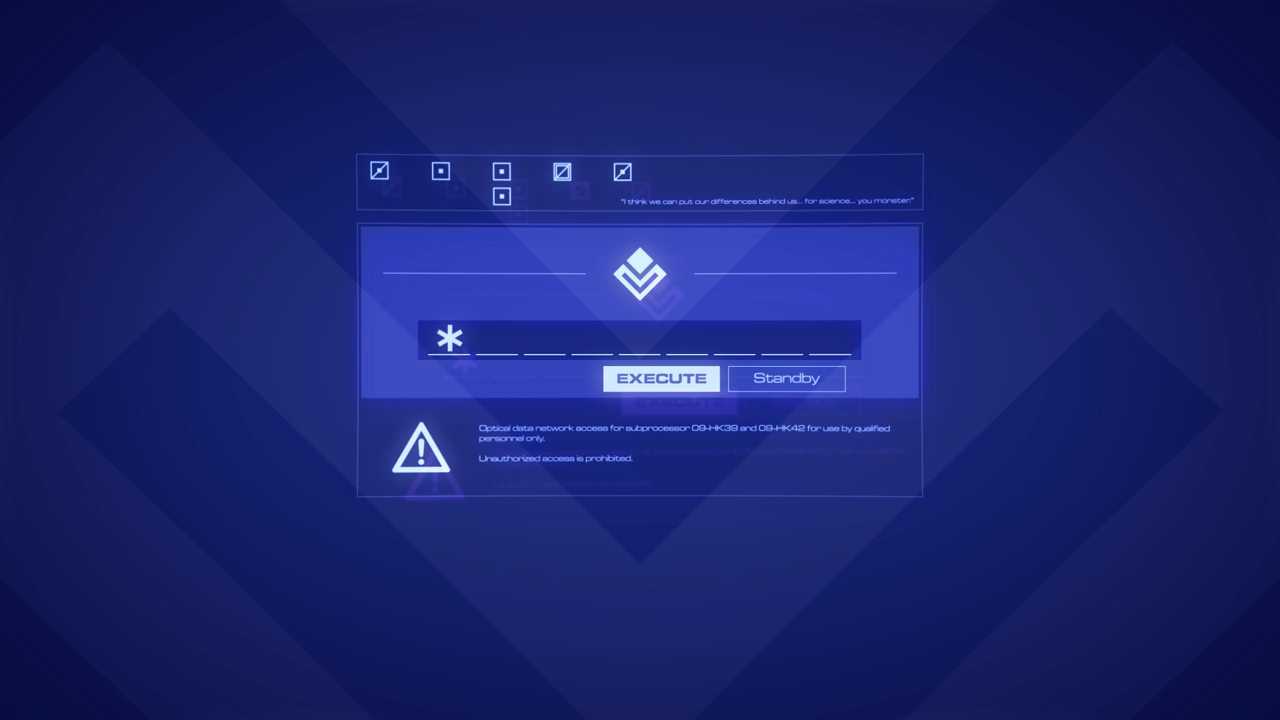 "I think we can put our differences behind us... for science... you monster."
*
EXECUTE
Standby
Optical data network access for subprocessor 09-HK39 and 09-HK42 for use by qualified
personnel only.
Unauthorized access is prohibited.